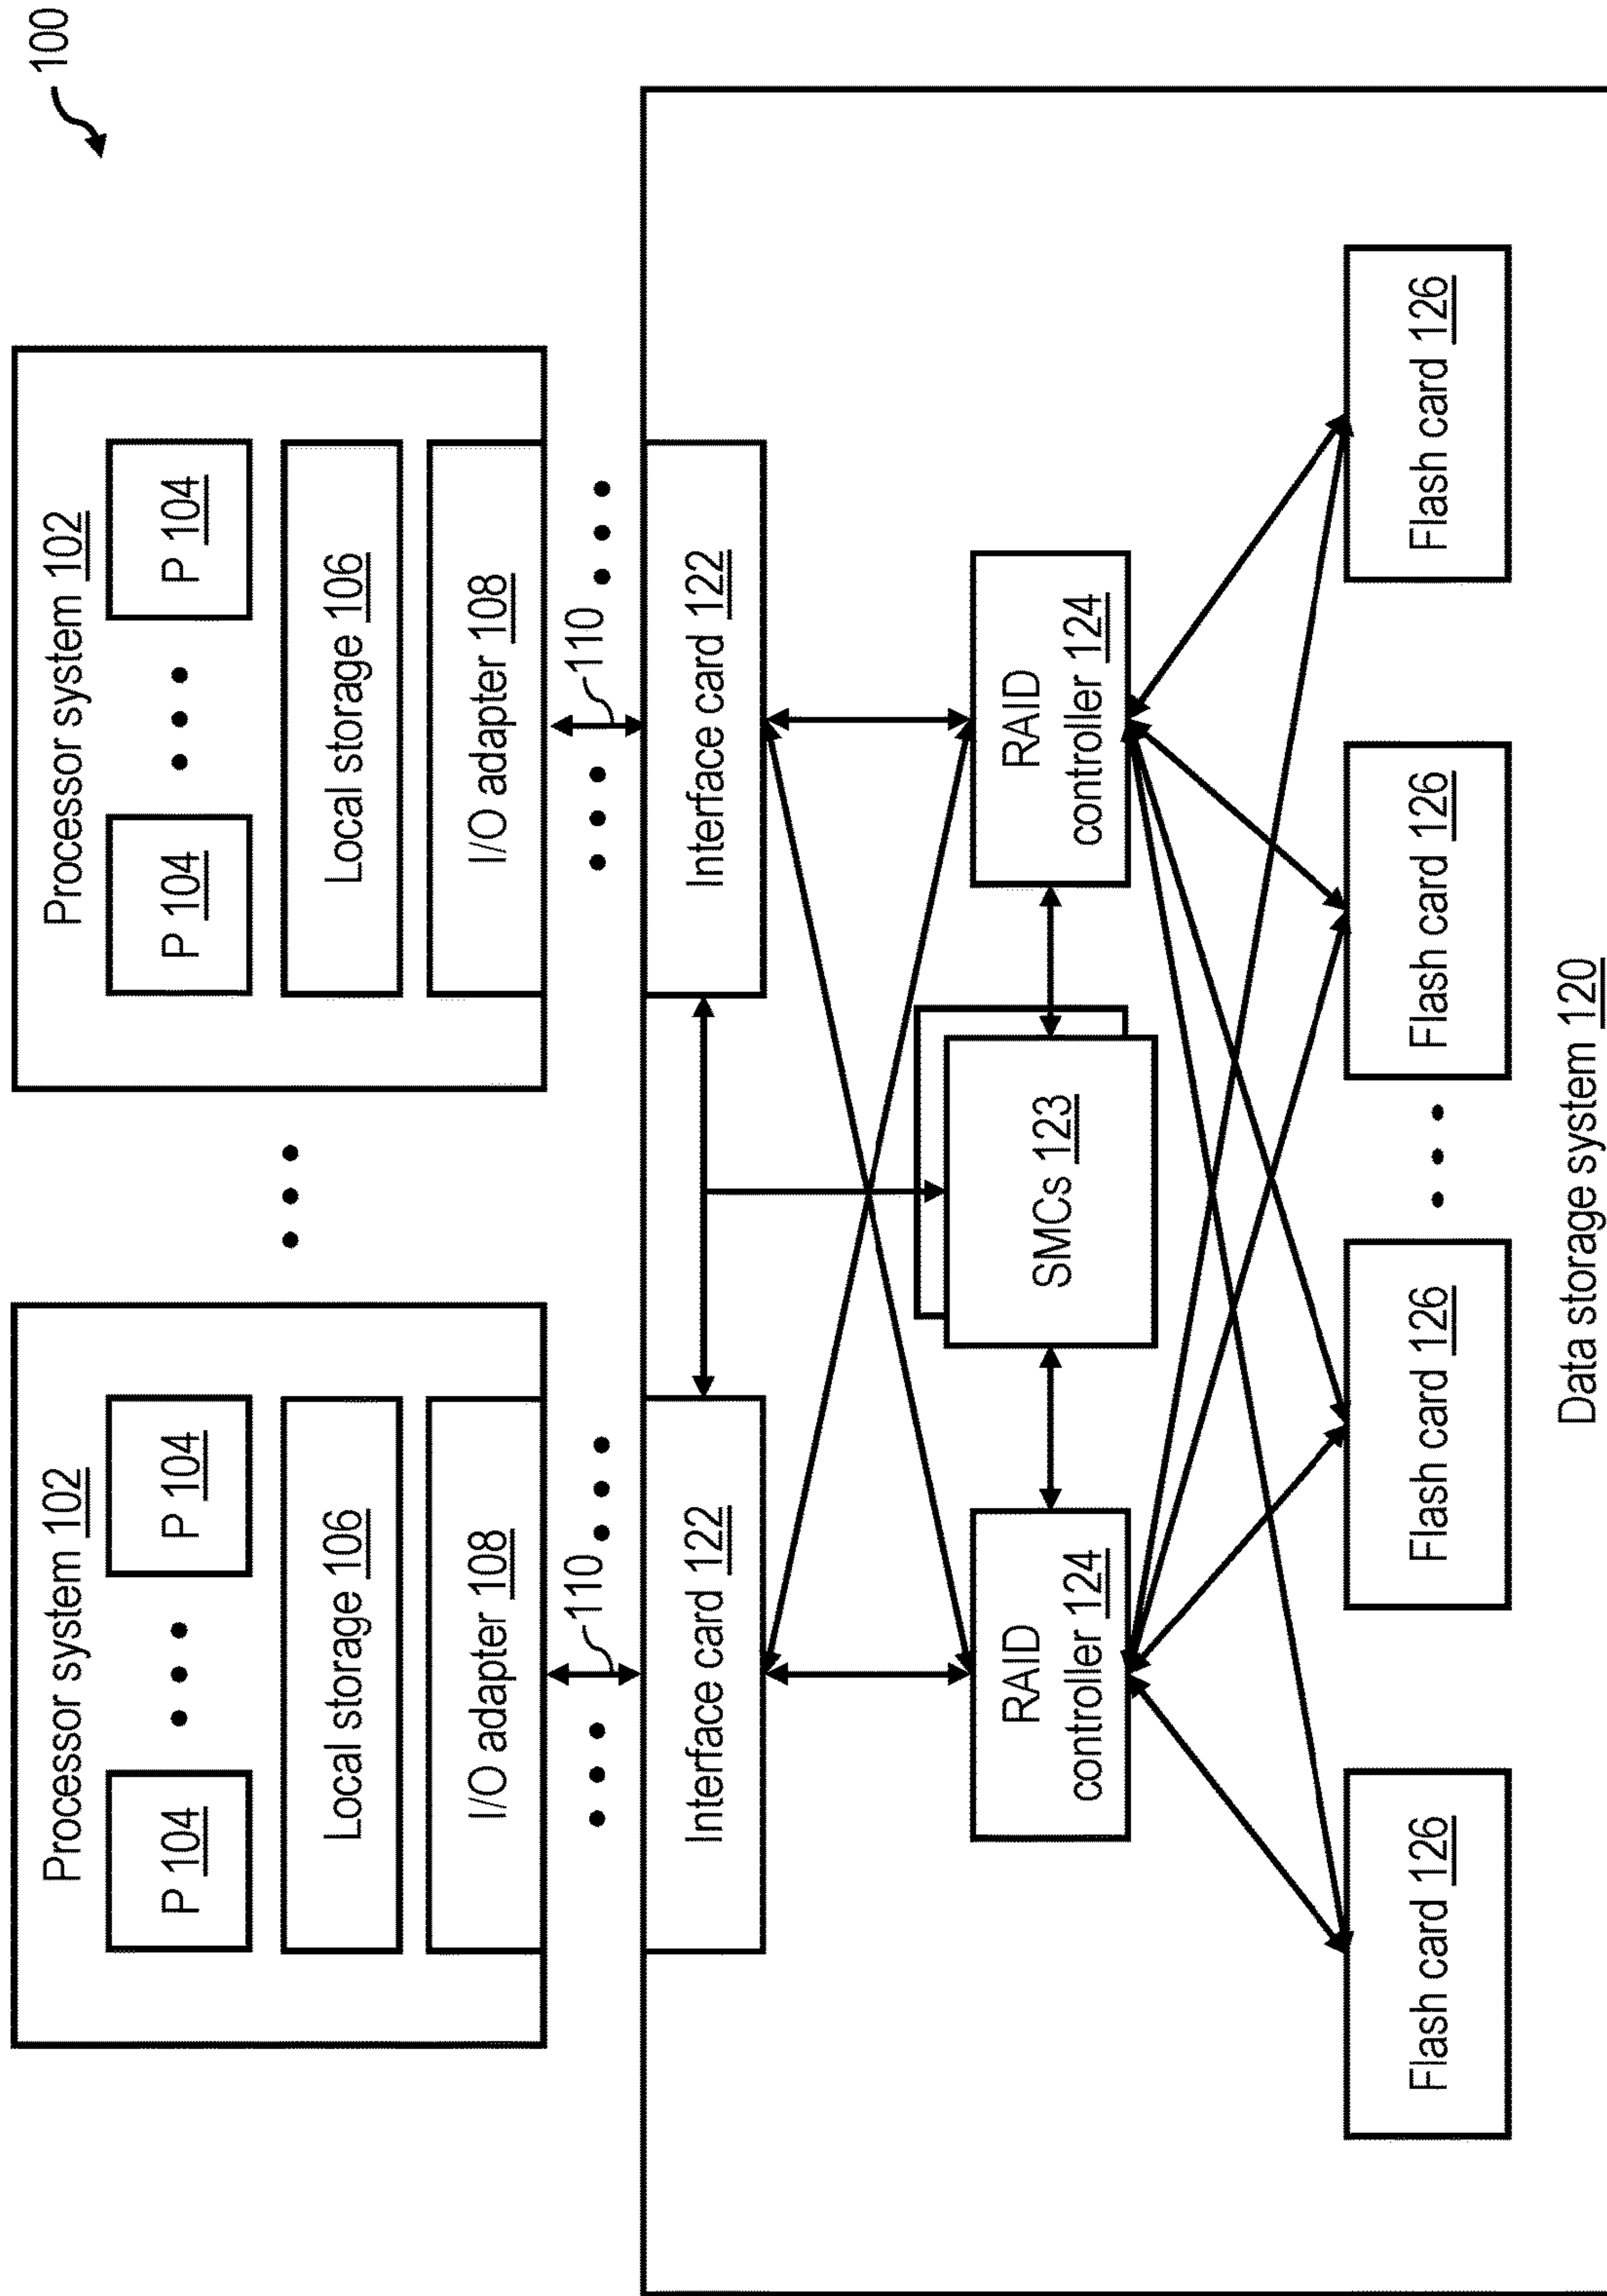 100
Processor system 102
Processor system 102
P 104
P 104
P 104
P 104
Local storage 106
Local storage 106
I/O adapter 108
I/O adapter 108
110
110
Interface card 122
Interface card 122
SMCs 123
RAID
controller 124
RAID
controller 124
Flash card 126
Flash card 126
Flash card 126
Flash card 126
Data storage system 120